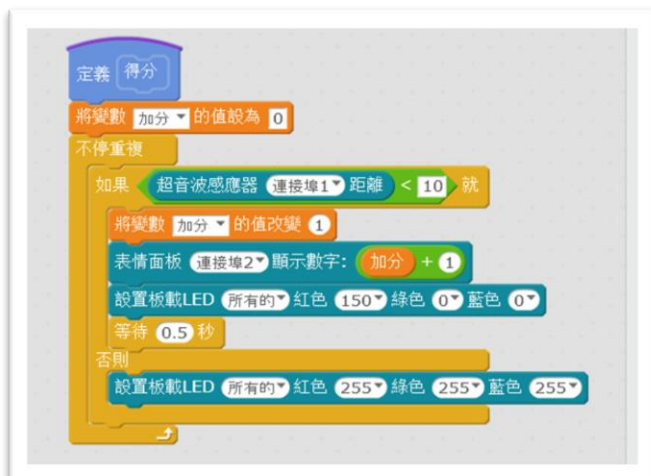 定義 得分
將變數 加分 的值設為 0
不停重複
如果 超音波感應器 連接埠1 距離 < 10 就
將變數 加分 的值改變 1
表情面板 連接埠2 顯示數字: 加分 + 1
設置板載LED 所有的 紅色 150 綠色 0 藍色 0
等待 0.5 秒
否則
設置板載LED 所有的 紅色 255 綠色 255 藍色 255